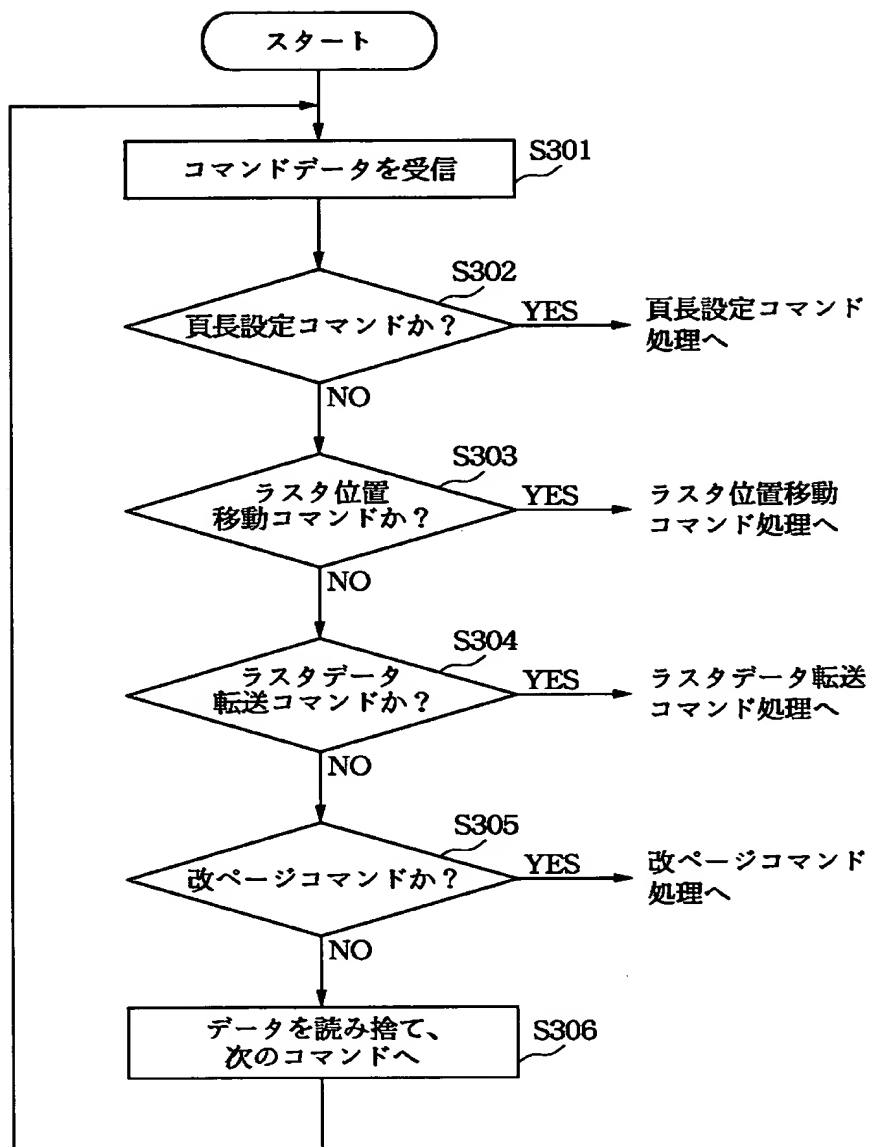 スタート
コマンドデータを受信
S301
S302
頁長設定コマンドか？
YES
頁長設定コマンド
処理へ
NO
S303
ラスタ位置
移動コマンドか？
YES
ラスタ位置移動
コマンド処理へ
NO
S304
ラスタデータ
転送コマンドか？
YES
ラスタデータ転送
コマンド処理へ
NO
S305
改ページコマンドか？
YES
改ページコマンド
処理へ
NO
データを読み捨て、
次のコマンドへ
S306